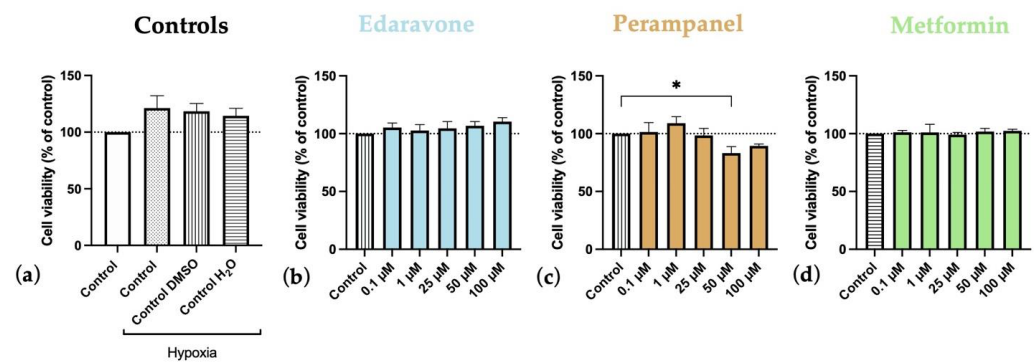 Controls
Edaravone
Perampanel
Metformin
Cell viability (% of control)
150
100
50
0
Control
Control
Control DMSO
Control H₂O
Hypoxia
(a)
Cell viability (% of control)
150
100
50
0
Control
0.1 µM
1 µM
25 µM
50 µM
100 µM
(b)
Cell viability (% of control)
150
100
50
0
*
Control
0.1 µM
1 µM
25 µM
50 µM
100 µM
(c)
Cell viability (% of control)
150
100
50
0
Control
0.1 µM
1 µM
25 µM
50 µM
100 µM
(d)